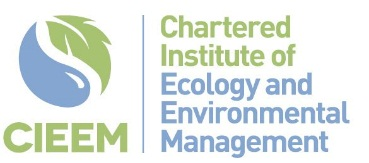 CIEEM
Chartered
Institute of
Ecology and
Environmental
Management